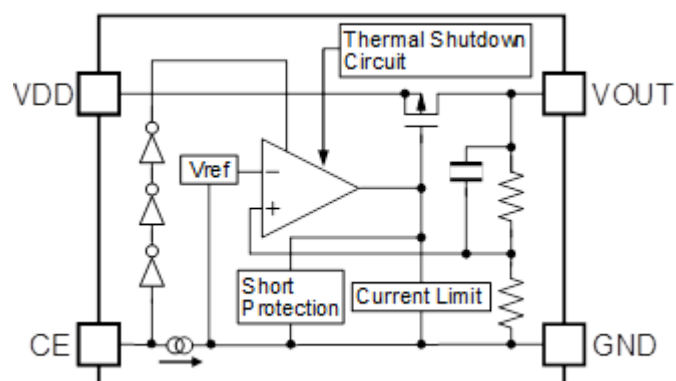 Thermal Shutdown
Circuit
VDD
VOUT
Vref
−
+
Short
Protection
Current Limit
CE
GND